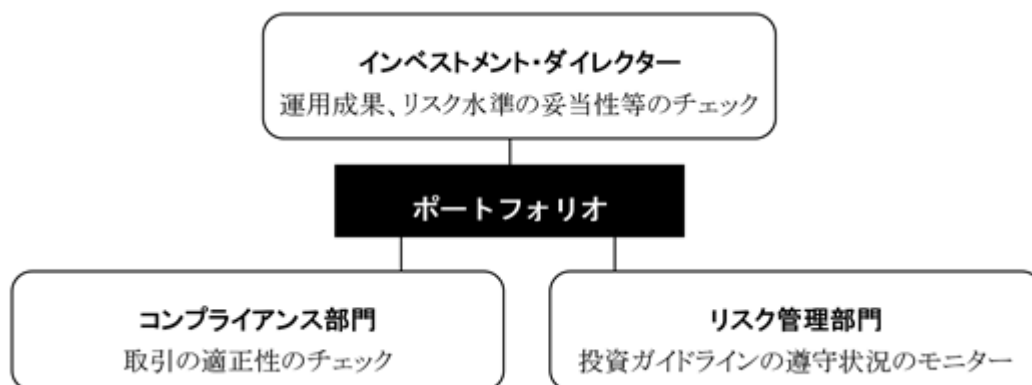 インベストメント・ダイレクター
運用成果、リスク水準の妥当性等のチェック
ポートフォリオ
コンプライアンス部門
取引の適正性のチェック
リスク管理部門
投資ガイドラインの遵守状況のモニター